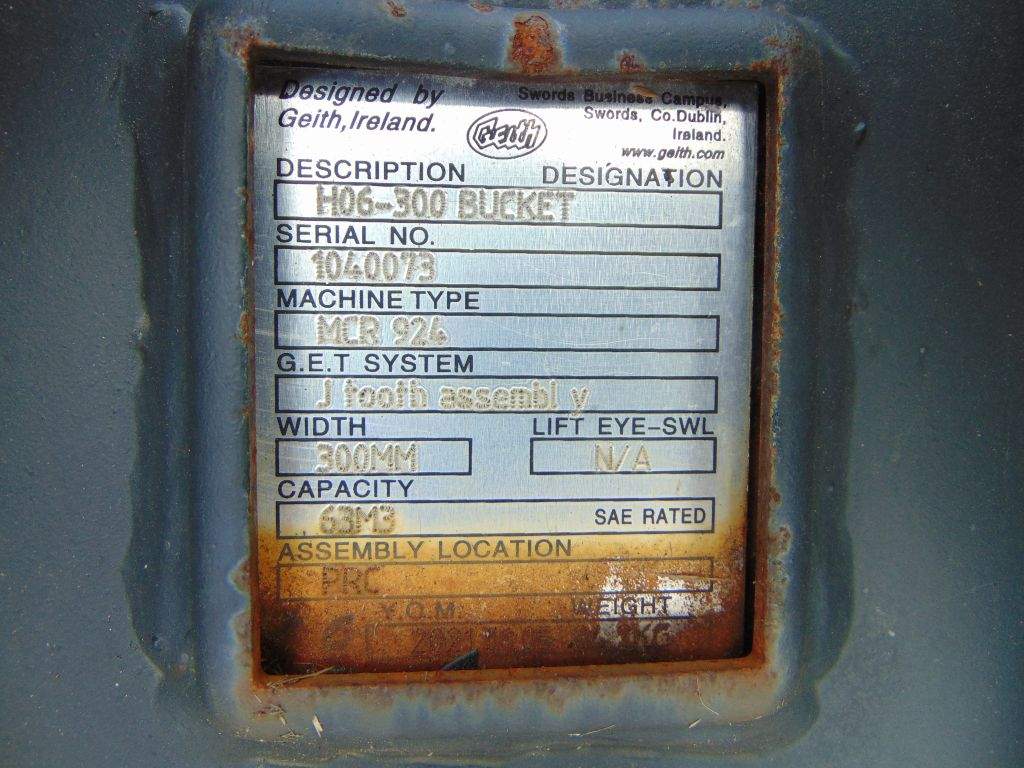 Designed by
Geith, Ireland.
Geith
Swords Business Campus,
Swords, Co.Dublin,
Ireland.
www.geith.com
DESCRIPTION DESIGNATION
H06-300 BUCKET
SERIAL NO.
1040073
MACHINE TYPE
MCR 924
G.E.T SYSTEM
J tooth assembly
WIDTH LIFT EYE-SWL
300MM N/A
CAPACITY
63M3 SAE RATED
ASSEMBLY LOCATION
PRC
Y.O.M. WEIGHT
KG